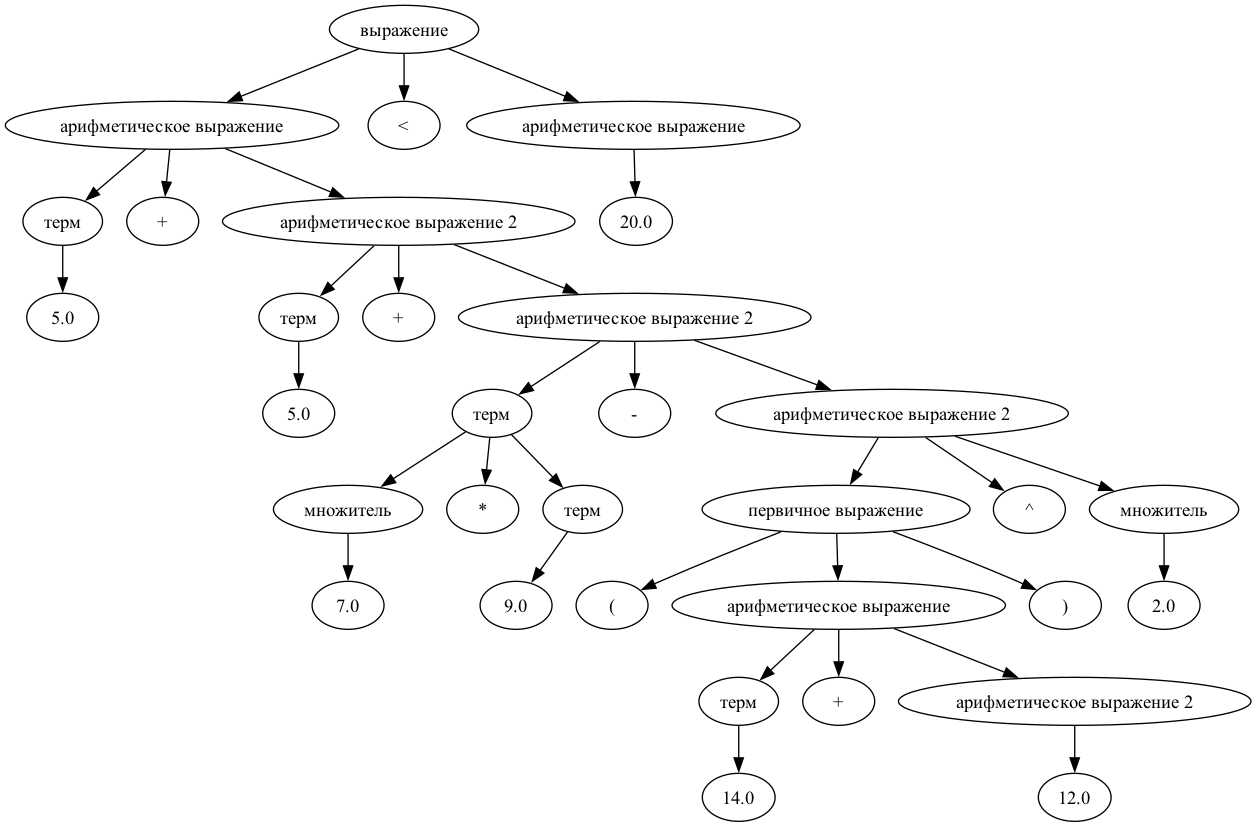 выражение
арифметическое выражение
<
арифметическое выражение
терм
+
арифметическое выражение 2
20.0
5.0
терм
+
арифметическое выражение 2
5.0
терм
-
арифметическое выражение 2
множитель
*
терм
первичное выражение
^
множитель
7.0
9.0
(
арифметическое выражение
)
2.0
терм
+
арифметическое выражение 2
14.0
12.0